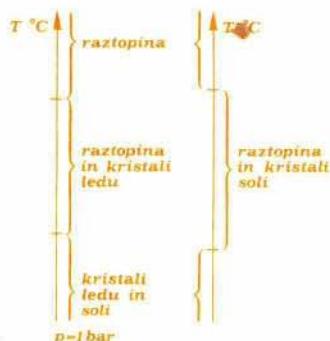 T °C
raztopina
T °C
raztopina
in kristali
ledu
raztopina
in kristali
soli
kristali
ledu in
soli
p=1bar